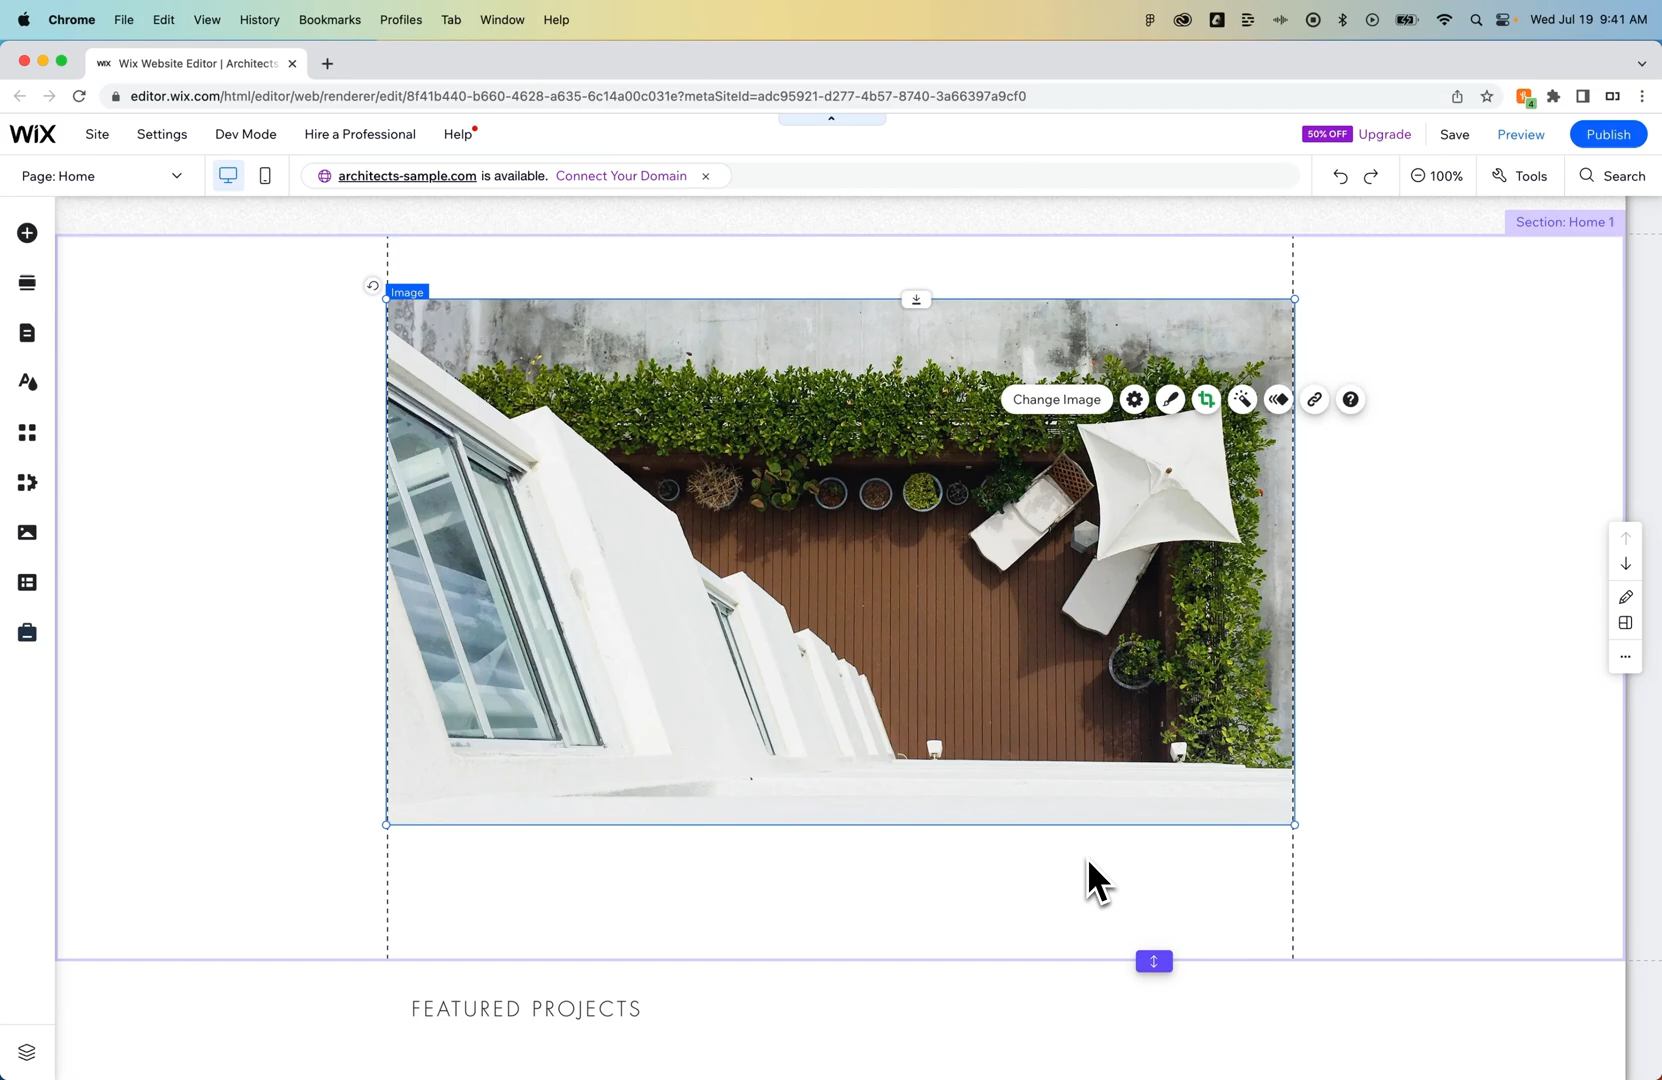 Chrome File Edit View History Bookmarks Profiles Tab Window Help Wed Jul 19 9:41 AM
WIX Wix Website Editor | Architects
editor.wix.com/html/editor/web/renderer/edit/8f41b440-b660-4628-a635-6c14a00c031e?metaSiteId=adc95921-d277-4b57-8740-3a66397a9cf0 4
WiX Site Settings Dev Mode Hire a Professional Help 50% OFF Upgrade Save Preview Publish
Page: Home architects-sample.com is available. Connect Your Domain × 100% Tools Search
Section: Home 1
Image
Change Image
FEATURED PROJECTS